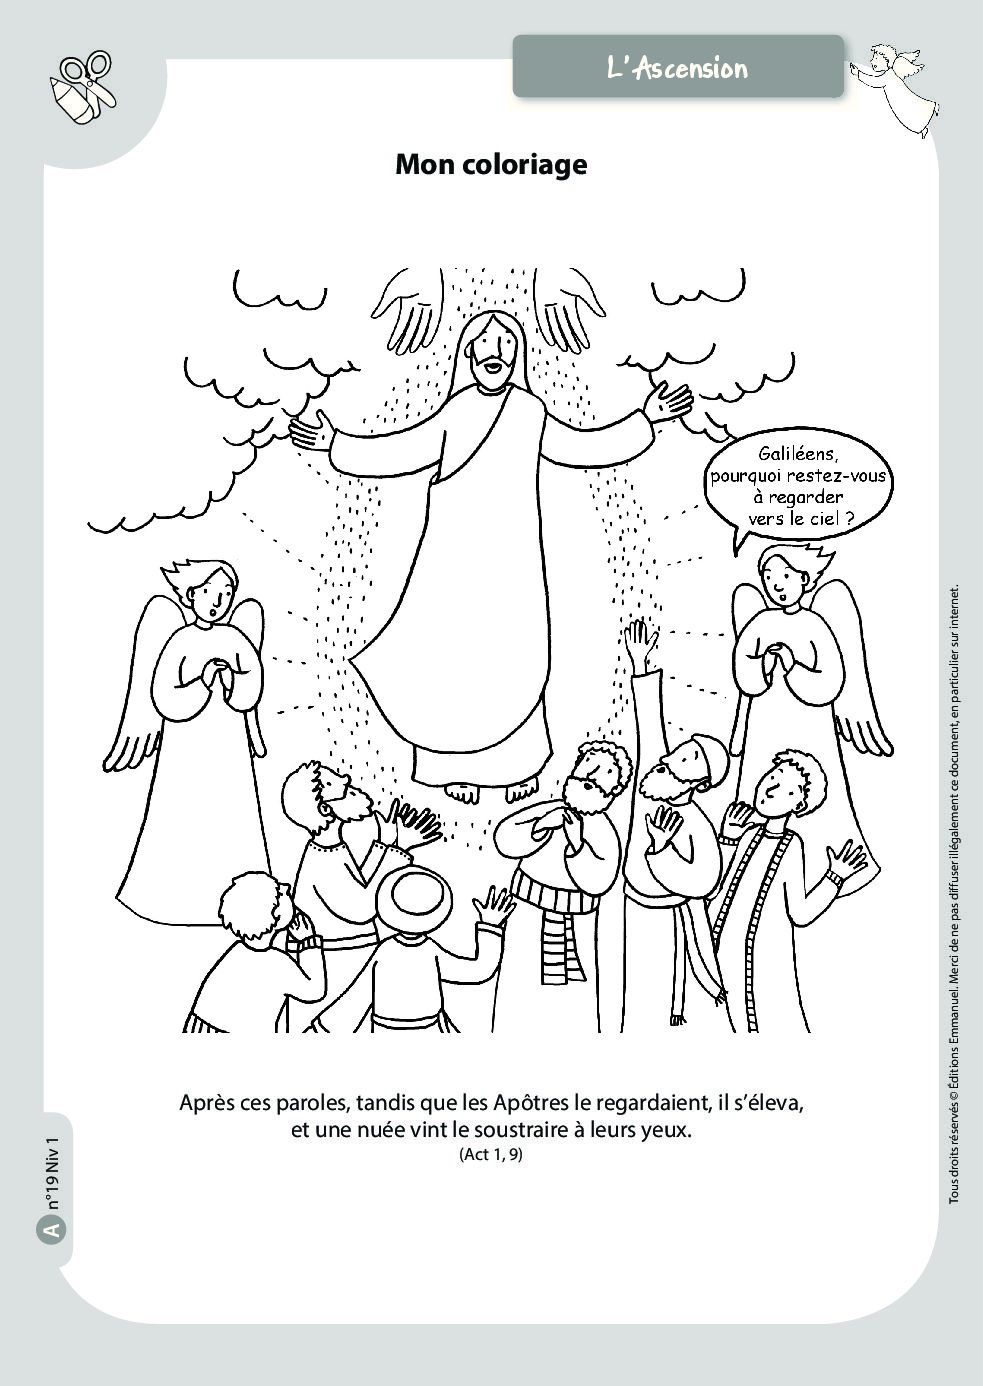 L'Ascension
Mon coloriage
Galiléens,
pourquoi restez-vous
à regarder
vers le ciel ?
Après ces paroles, tandis que les Apôtres le regardaient, il s’éleva,
et une nuée vint le soustraire à leurs yeux.
(Act 1, 9)
A n°19 Niv 1
Tous droits réservés © Éditions Emmanuel. Merci de ne pas diffuser illégalement ce document, en particulier sur internet.